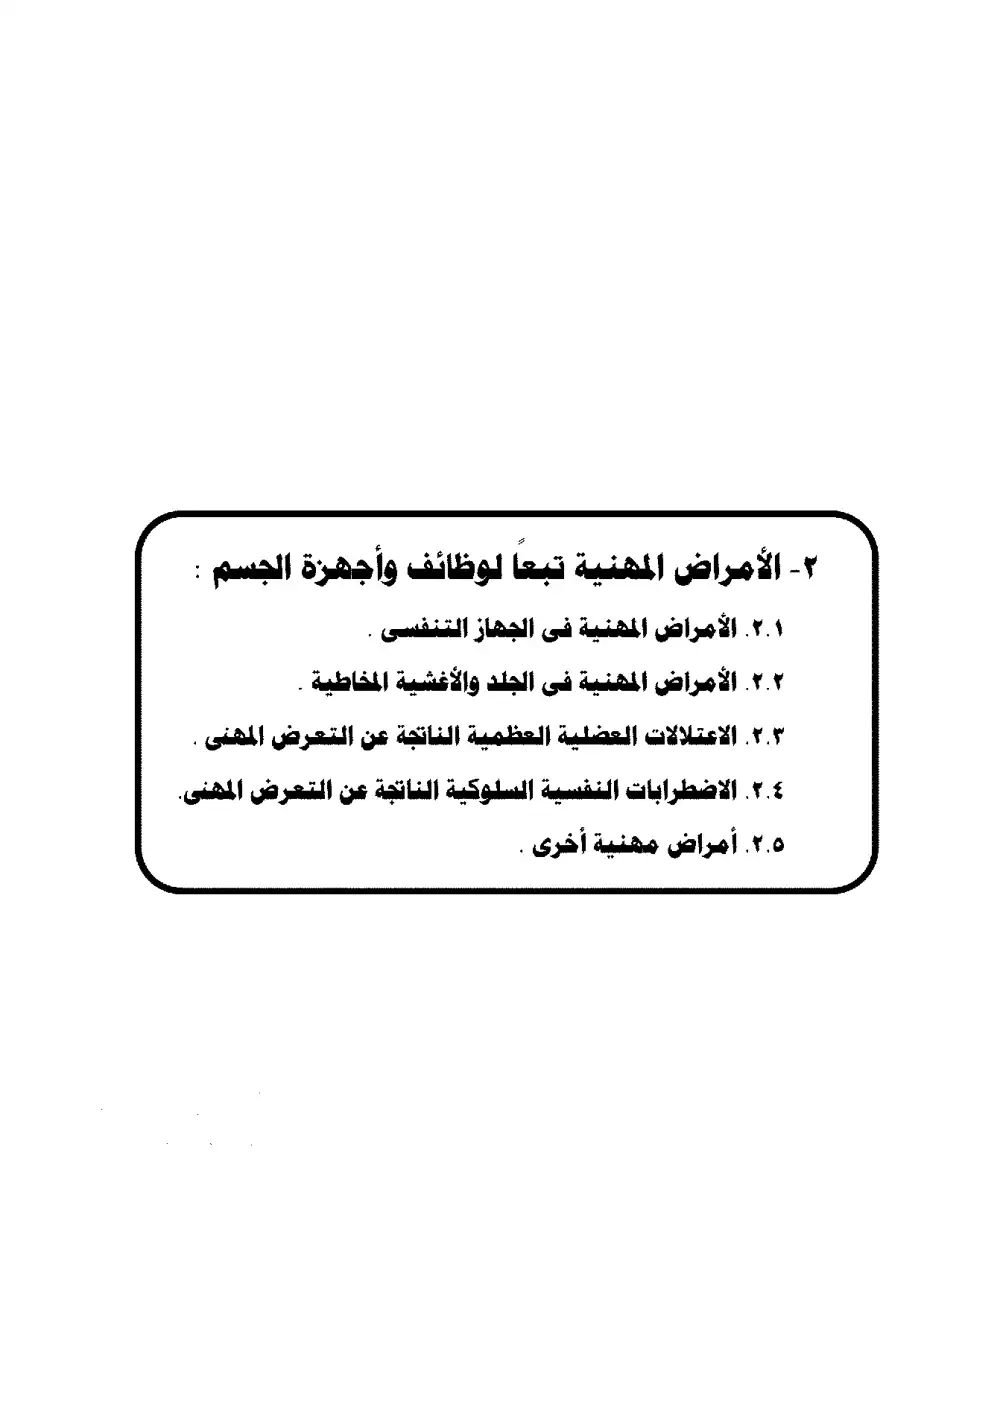 ٢- الأمراض المهنية تبعاً لوظائف وأجهزة الجسم :
٢.١. الأمراض المهنية فى الجهاز التنفسى .
٢.٢. الأمراض المهنية فى الجلد والأغشية المخاطية .
٢.٣. الاعتلالات العضلية العظمية الناتجة عن التعرض المهنى .
٢.٤. الاضطرابات النفسية السلوكية الناتجة عن التعرض المهنى.
٢.٥. أمراض مهنية أخرى .